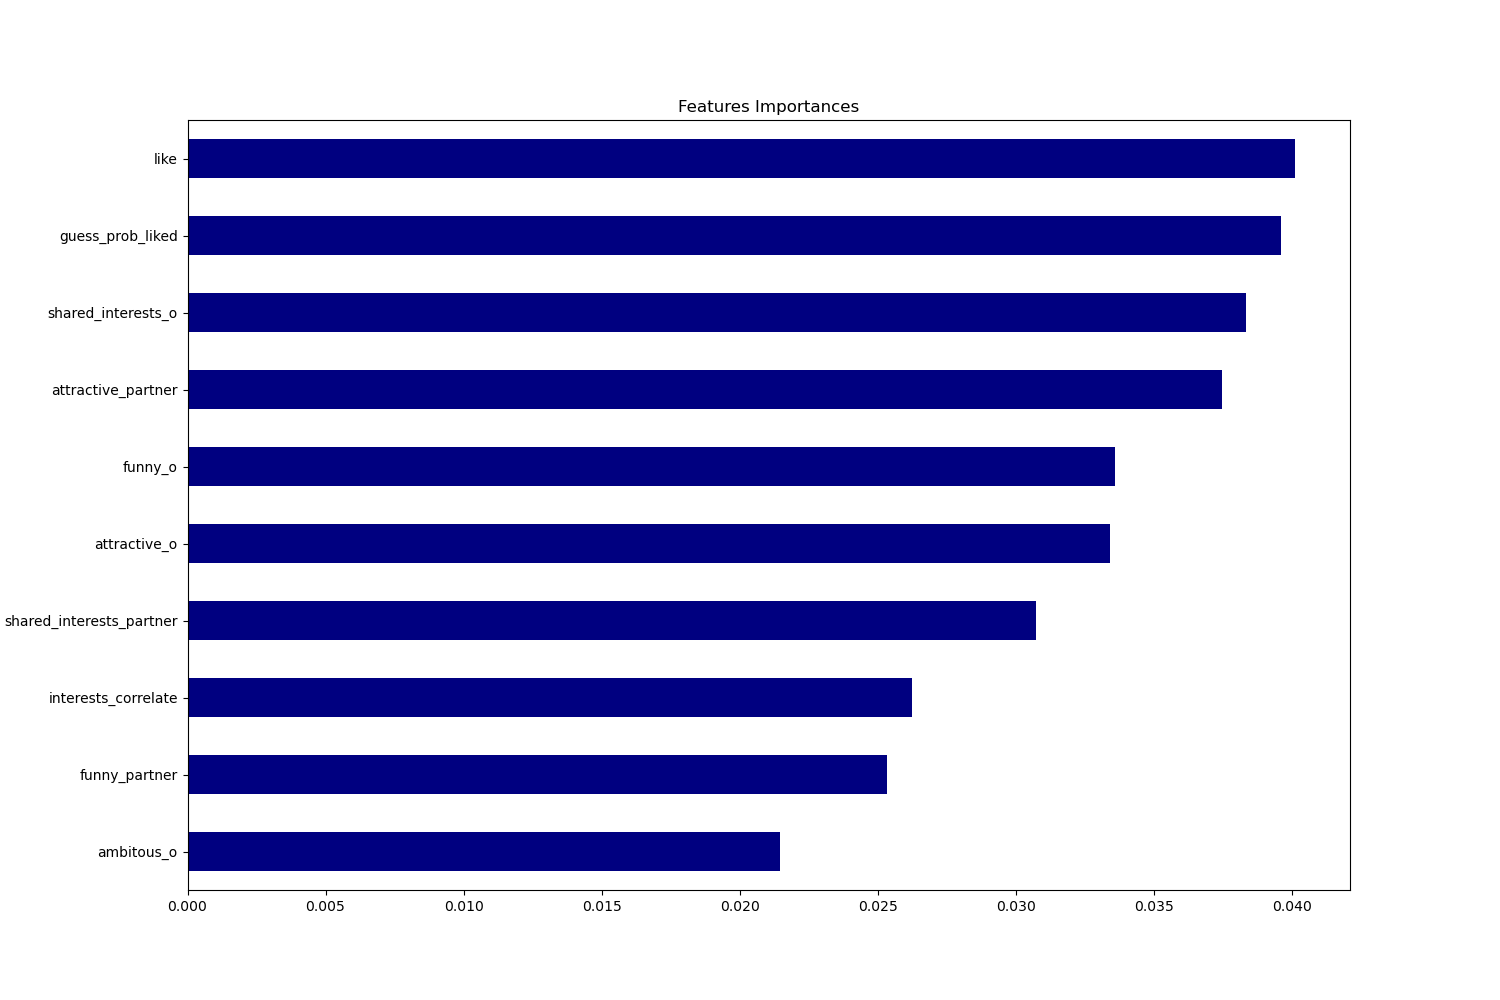 Features Importances
like
guess_prob_liked
shared_interests_o
attractive_partner
funny_o
attractive_o
shared_interests_partner
interests_correlate
funny_partner
ambitous_o
0.000 0.005 0.010 0.015 0.020 0.025 0.030 0.035 0.040